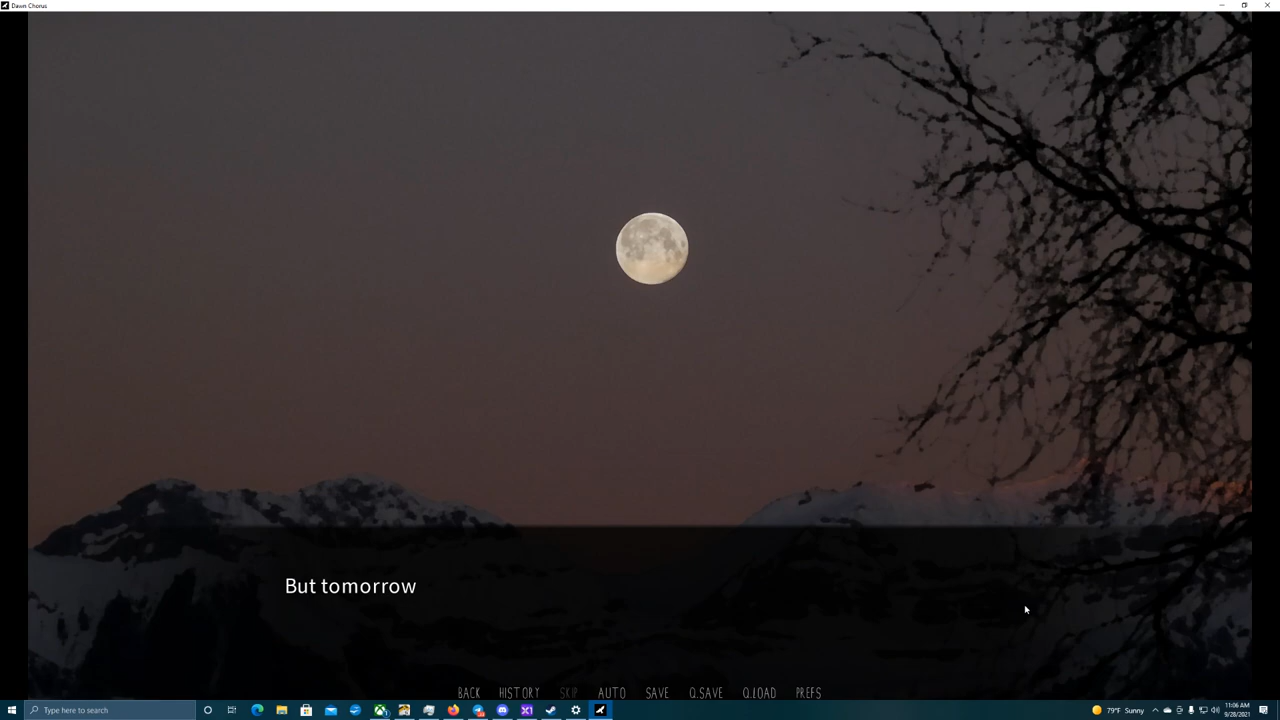 Dawn Chorus
But tomorrow
BACK HISTORY SKIP AUTO SAVE Q.SAVE Q.LOAD PREFS
Type here to search
79°F Sunny
11:06 AM
9/28/2021